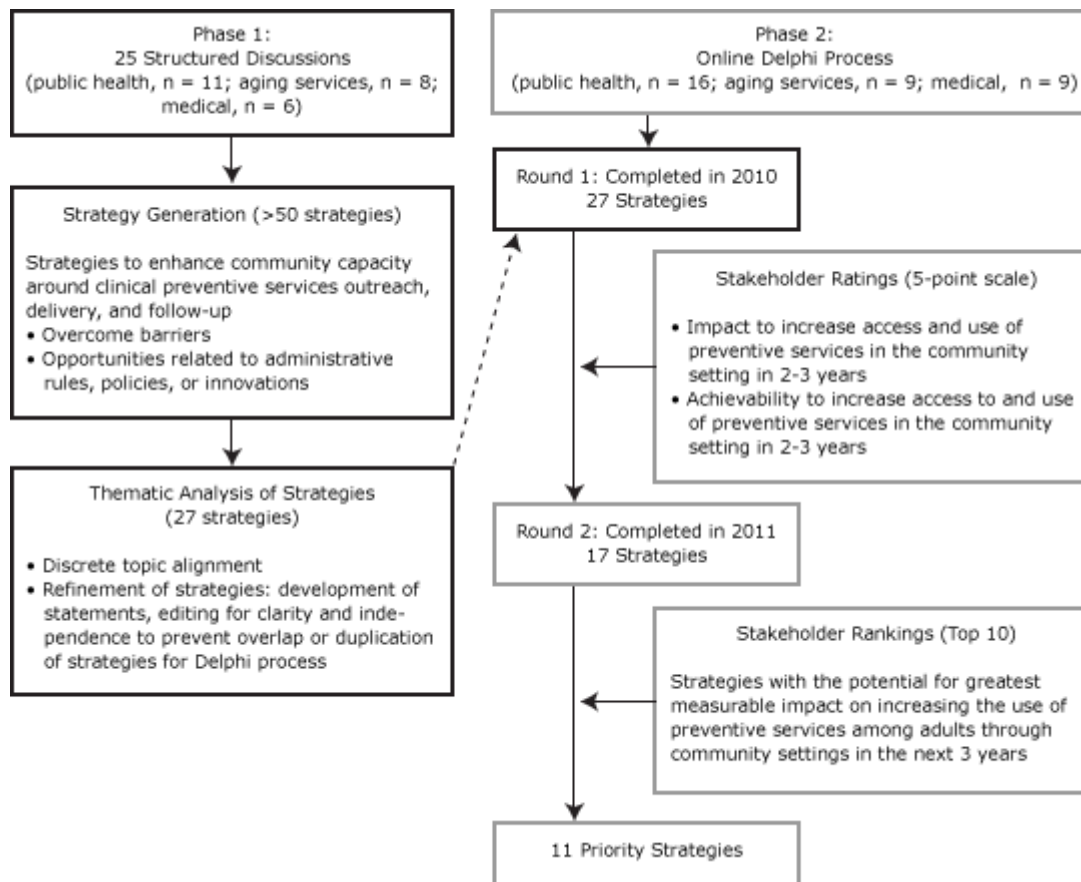 Phase 1:
25 Structured Discussions
(public health, n = 11; aging services, n = 8;
medical, n = 6)
Strategy Generation (>50 strategies)
Strategies to enhance community capacity
around clinical preventive services outreach,
delivery, and follow-up
• Overcome barriers
• Opportunities related to administrative
rules, policies, or innovations
Thematic Analysis of Strategies
(27 strategies)
• Discrete topic alignment
• Refinement of strategies: development of
statements, editing for clarity and inde-
pendence to prevent overlap or duplication
of strategies for Delphi process
Phase 2:
Online Delphi Process
(public health, n = 16; aging services, n = 9; medical, n = 9)
Round 1: Completed in 2010
27 Strategies
Stakeholder Ratings (5-point scale)
• Impact to increase access and use of
preventive services in the community
setting in 2-3 years
• Achievability to increase access to and use
of preventive services in the community
setting in 2-3 years
Round 2: Completed in 2011
17 Strategies
Stakeholder Rankings (Top 10)
Strategies with the potential for greatest
measurable impact on increasing the use of
preventive services among adults through
community settings in the next 3 years
11 Priority Strategies